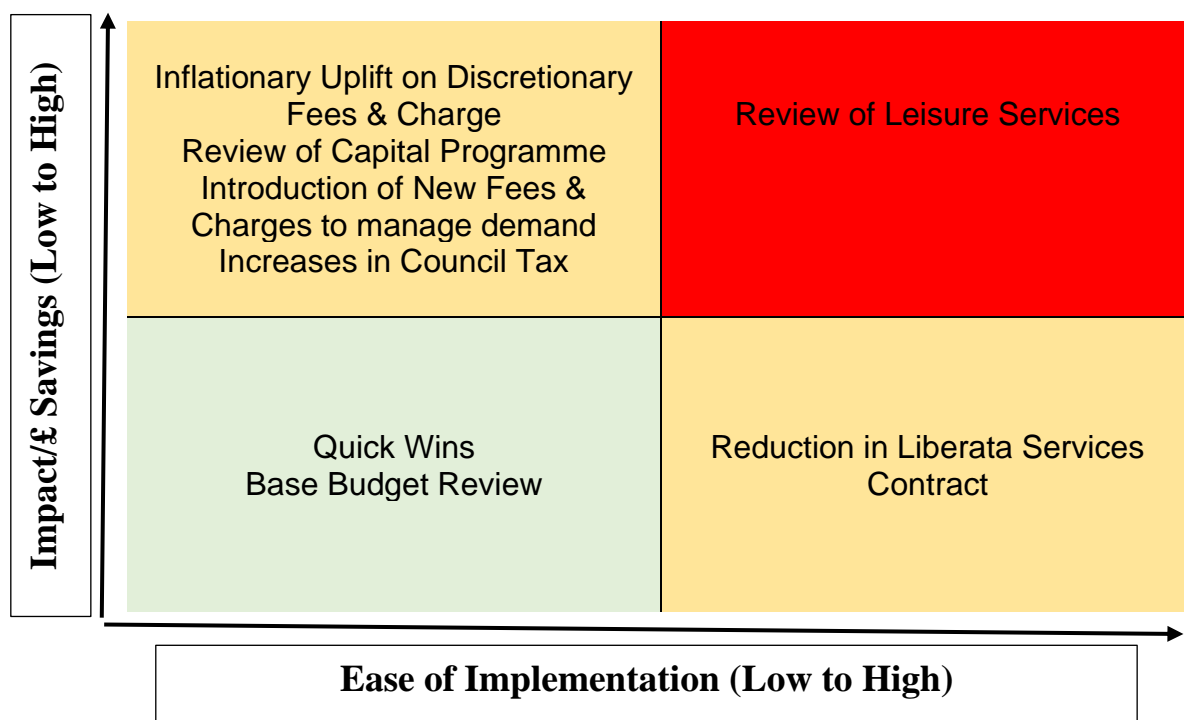 Impact/£ Savings (Low to High)
Inflationary Uplift on Discretionary
Fees & Charge
Review of Capital Programme
Introduction of New Fees &
Charges to manage demand
Increases in Council Tax
Review of Leisure Services
Quick Wins
Base Budget Review
Reduction in Liberata Services
Contract
Ease of Implementation (Low to High)